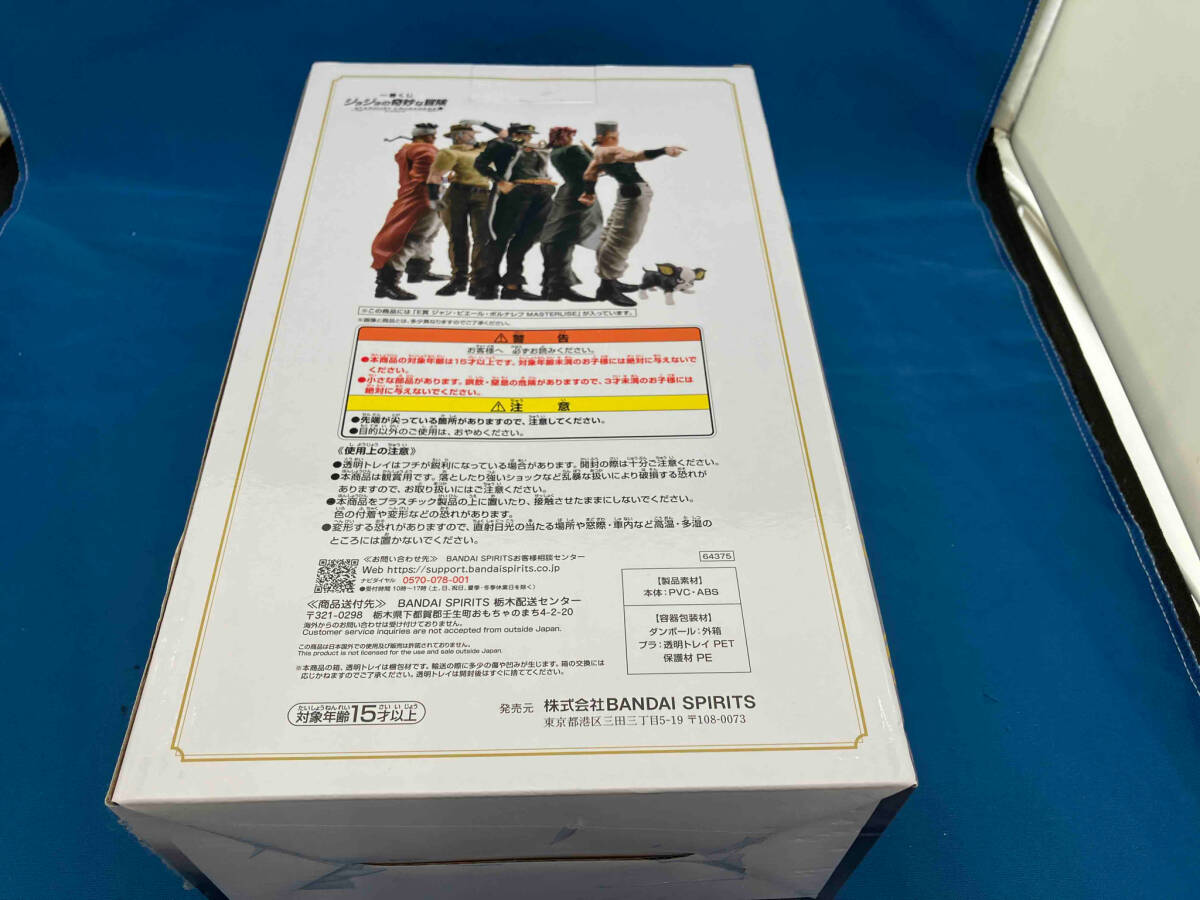 一番くじ
ジョジョの奇妙な冒険
STARDUST CRUSADERS
※この商品には「E賞 ジャン・ピエール・ポルナレフ MASTERLISE」が入っています。
※画像と商品とは、多少異なりますのでご了承ください。
⚠警告
お客様へ 必ずお読みください。
●本商品の対象年齢は15才以上です。対象年齢未満のお子様には絶対に与えないで
ください。
●小さな部品があります。誤飲・窒息の危険がありますので、3才未満のお子様には
絶対に与えないでください。
⚠注意
●先端が尖っている箇所がありますので、注意してください。
●目的以外のご使用は、おやめください。
《使用上の注意》
●透明トレイはフチが鋭利になっている場合があります。開封の際は十分ご注意ください。
●本商品は観賞用です。落としたり強いショックなど乱暴な扱いにより破損する恐れが
ありますので、お取り扱いにはご注意ください。
●本商品をプラスチック製品の上に置いたり、接触させたままにしないでください。
色の付着や変形などの恐れがあります。
●変形する恐れがありますので、直射日光の当たる場所や窓際・車内など高温・多湿の
ところには置かないでください。
≪お問い合わせ先≫ BANDAI SPIRITSお客様相談センター
Web https://support.bandaispirits.co.jp
ナビダイヤル 0570-078-001
●受付時間 10時〜17時 (土、日、祝日、夏季・冬季休業日を除く)
≪商品送付先≫ BANDAI SPIRITS 栃木配送センター
〒321-0298 栃木県下都賀郡壬生町おもちゃのまち4-2-20
海外からのお問い合わせは受け付けておりません。
Customer service inquiries are not accepted from outside Japan.
この商品は日本国外での使用及び販売は許諾されておりません。
This product is not licensed for the use and sale outside Japan.
※本商品の箱、透明トレイは梱包材です。輸送の際に多少の傷や凹みが生じます。箱の交換には
応じかねますのでご了承ください。透明トレイは開封後はすぐに捨ててください。
64375
【製品素材】
本体：PVC・ABS
【容器包装材】
ダンボール：外箱
プラ：透明トレイ PET
保護材 PE
対象年齢15才以上
発売元 株式会社BANDAI SPIRITS
東京都港区三田三丁目5-19 〒108-0073